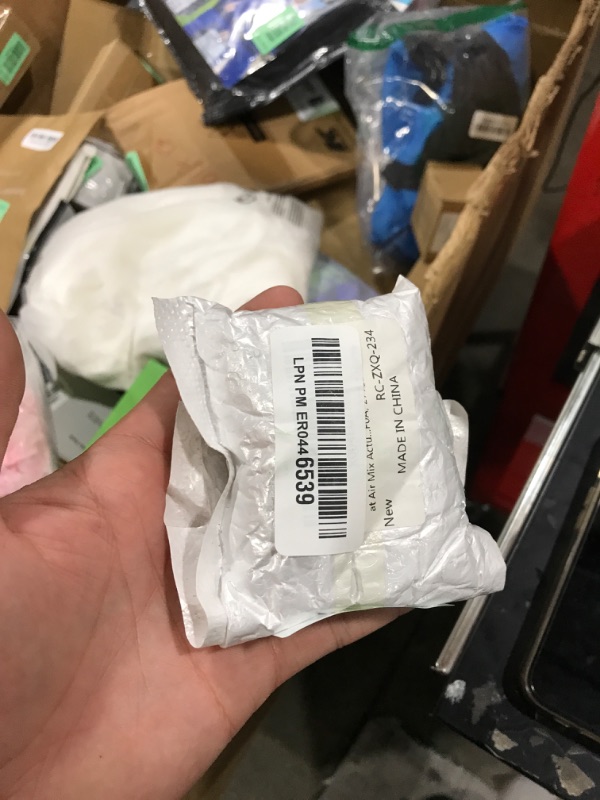 LPN PM ER0446539
at Air Mix Actu...
RC-ZXQ-234
New
MADE IN CHINA